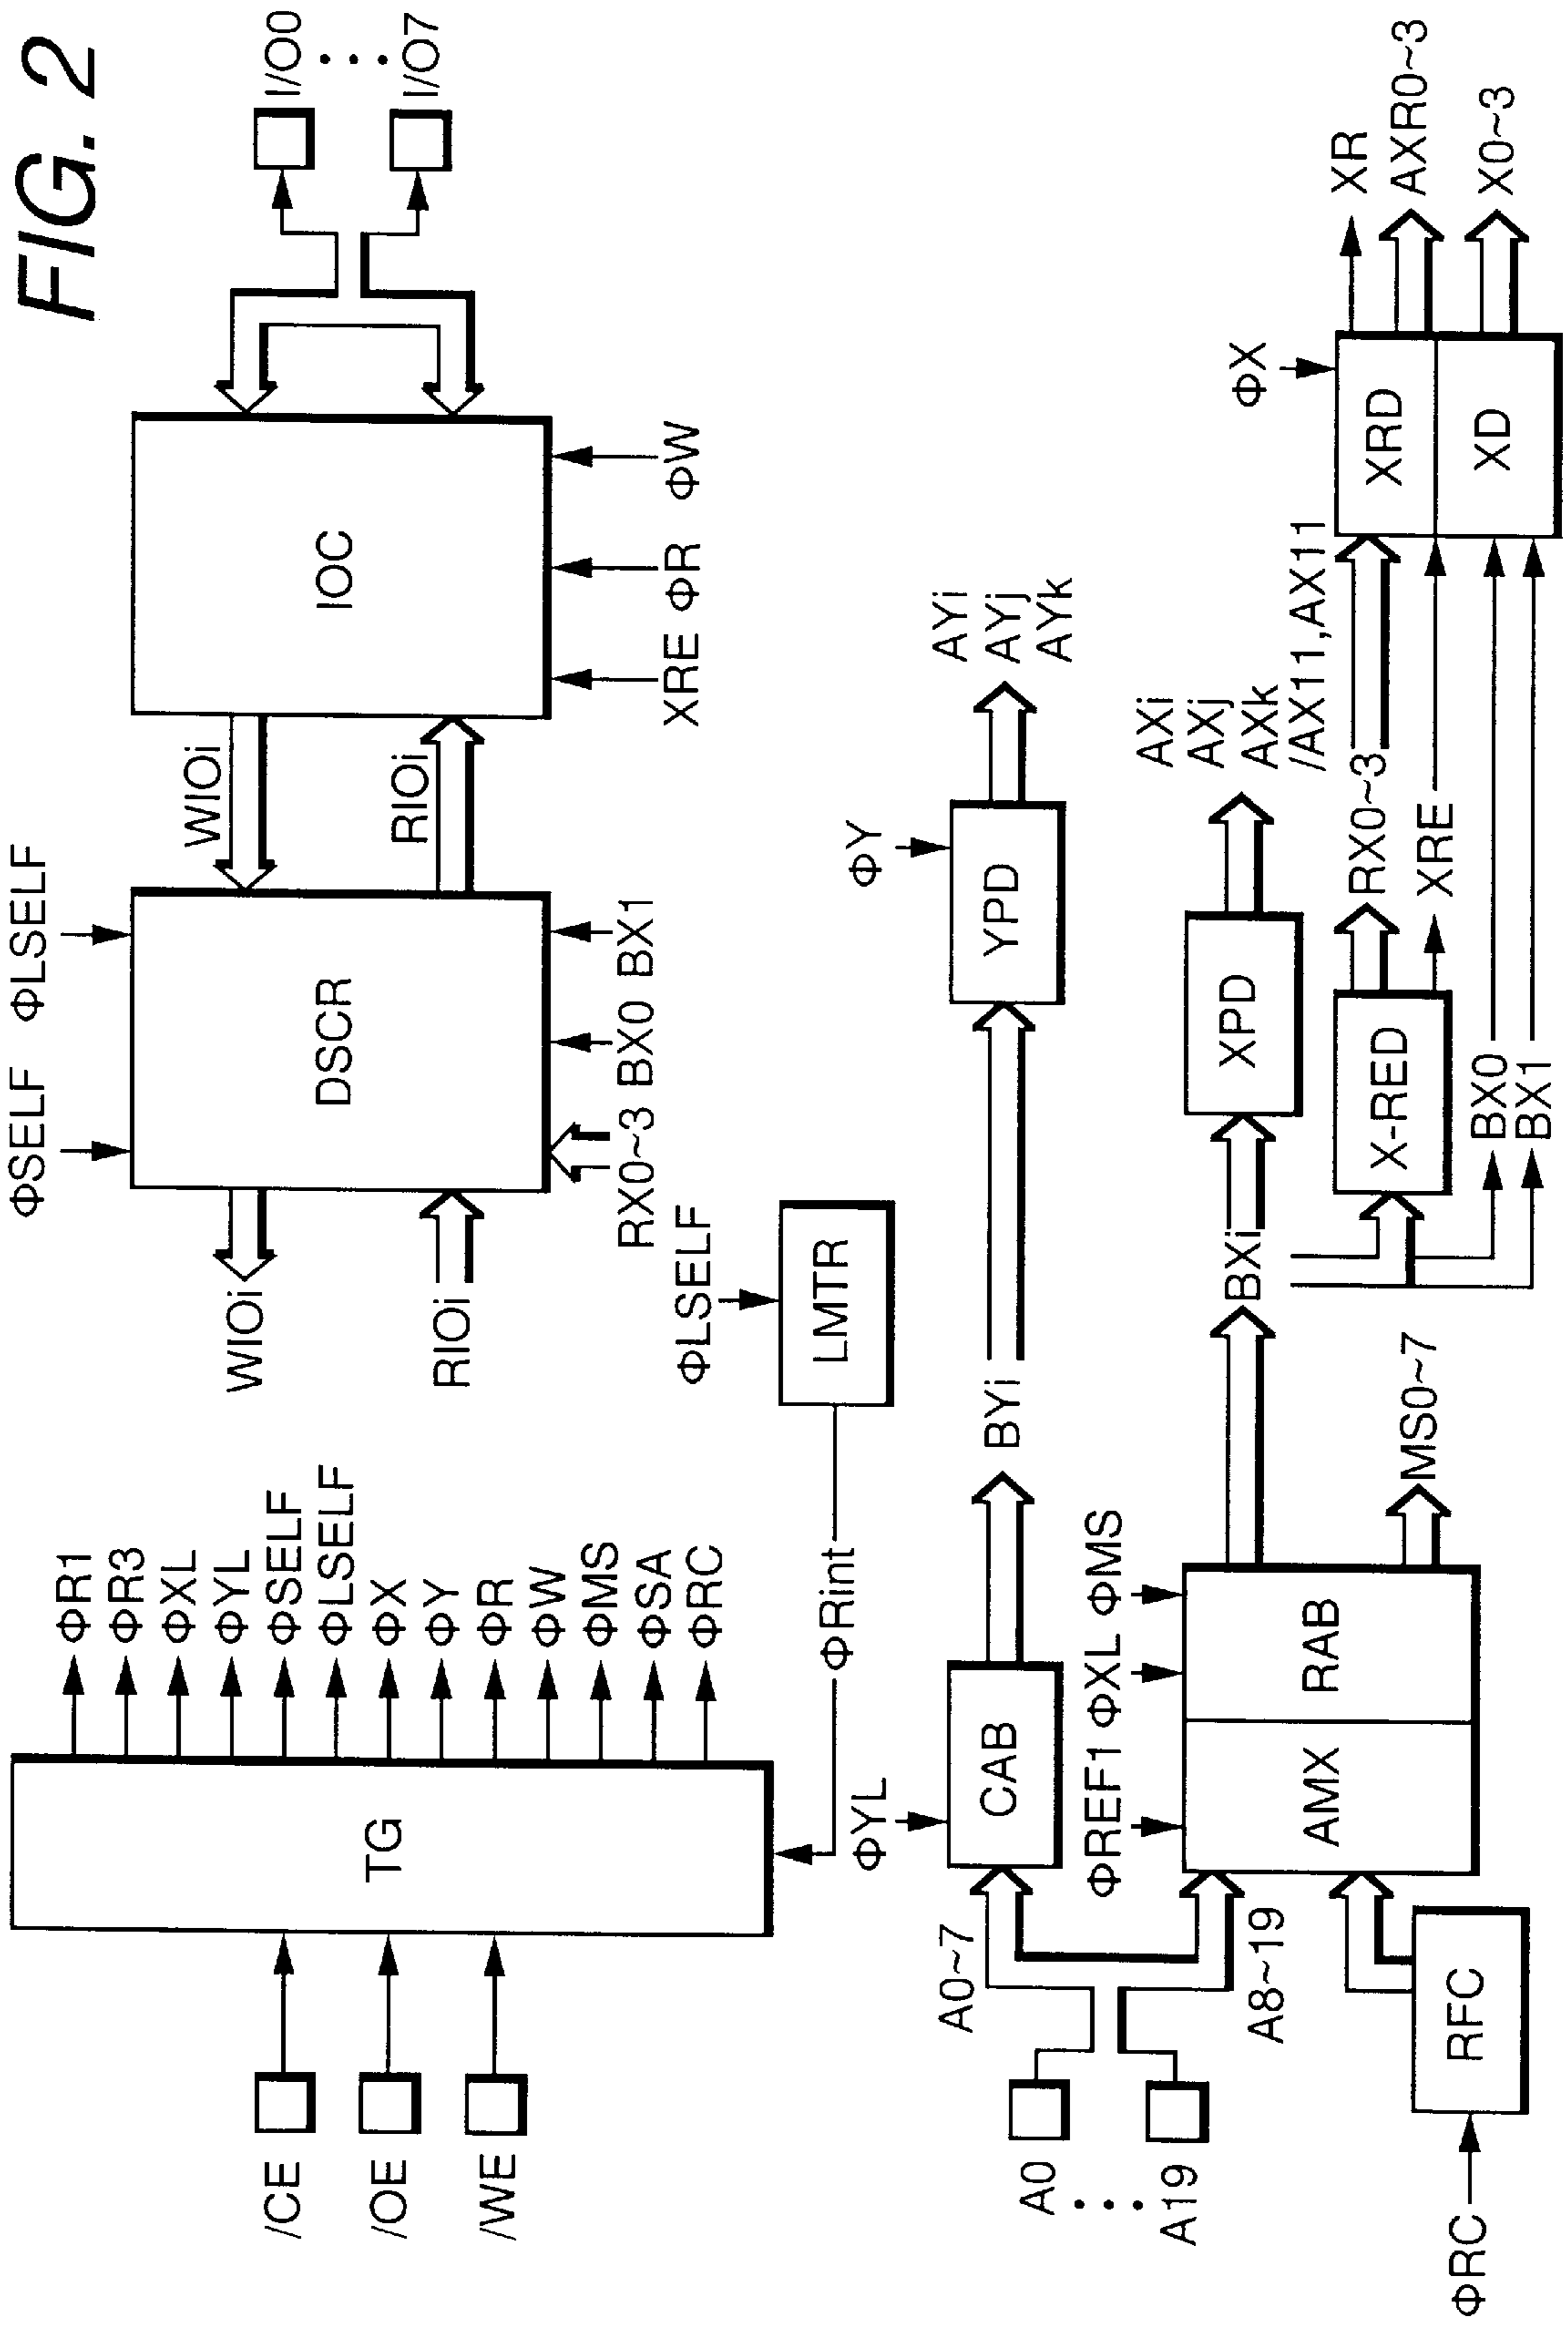 FIG. 2
/CE
/OE
/WE
TG
ΦR1
ΦR3
ΦXL
ΦYL
ΦSELF
ΦLSELF
ΦX
ΦY
ΦR
ΦW
ΦMS
ΦSA
ΦRC
ΦRint
LMTR
ΦLSELF
ΦSELF ΦLSELF
WIOi
RIOi
DSCR
RX0~3 BX0 BX1
WIOi
RIOi
IOC
XRE ΦR ΦW
I/O0
I/O7
A0
A19
A0~7
A8~19
ΦYL
CAB
BYi
ΦY
YPD
AYi
AYj
AYk
ΦRC
RFC
ΦREF1 ΦXL ΦMS
AMX
RAB
MS0~7
BXi
XPD
AXi
AXj
AXk
/AX11,AX11
X-RED
RX0~3
XRE
BX0
BX1
ΦX
XRD
XD
XR
AXR0~3
X0~3